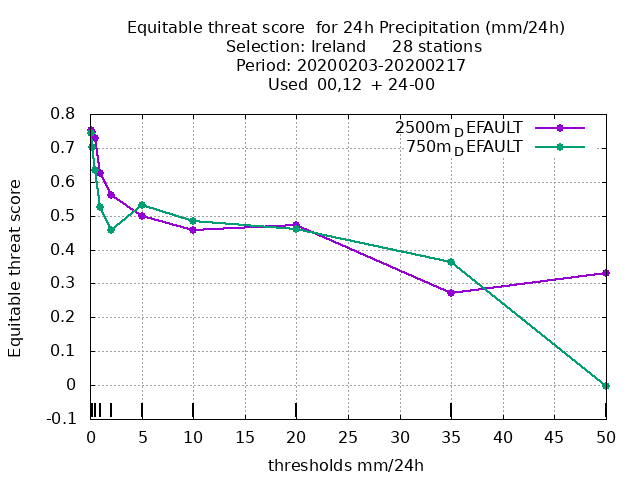 Equitable threat score  for 24h Precipitation (mm/24h)
Selection: Ireland     28 stations
Period: 20200203-20200217
Used  00,12  + 24-00
2500m_DEFAULT
750m_DEFAULT
0.8
0.7
0.6
0.5
0.4
0.3
0.2
0.1
0
-0.1
Equitable threat score
0 5 10 15 20 25 30 35 40 45 50
thresholds mm/24h